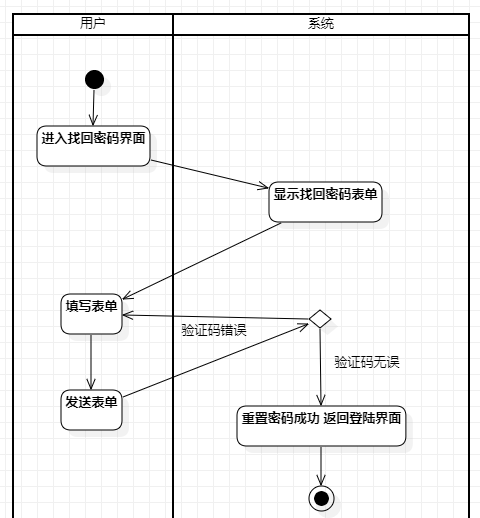 用户
系统
进入找回密码界面
显示找回密码表单
填写表单
验证码错误
验证码无误
发送表单
重置密码成功 返回登陆界面